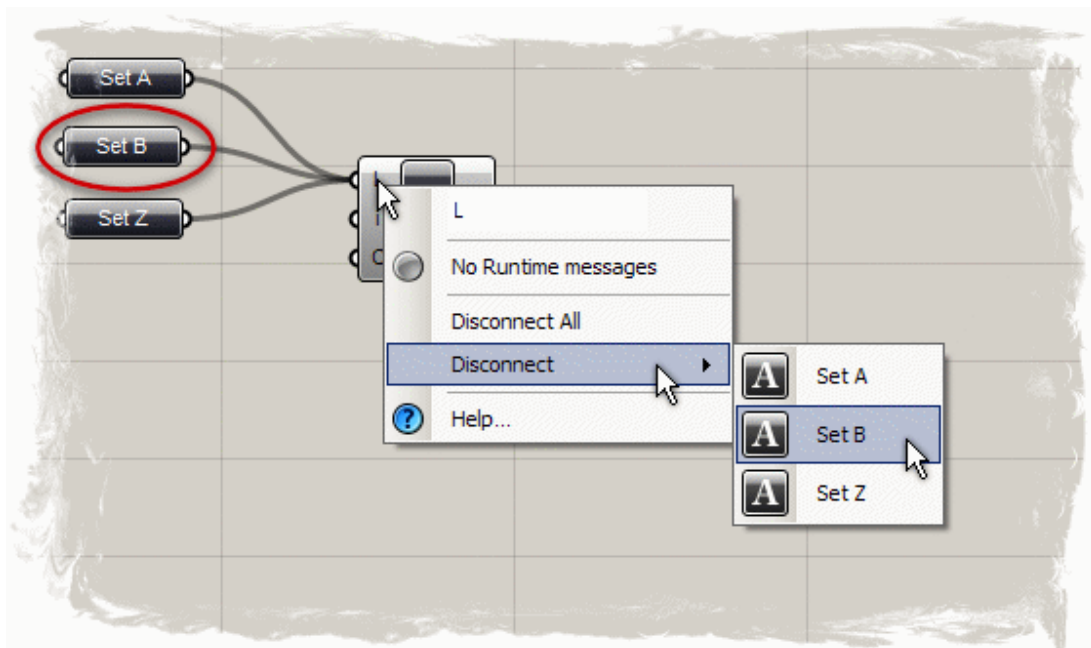 Set A
Set B
Set Z
L
No Runtime messages
Disconnect All
Disconnect
Help...
A Set A
A Set B
A Set Z